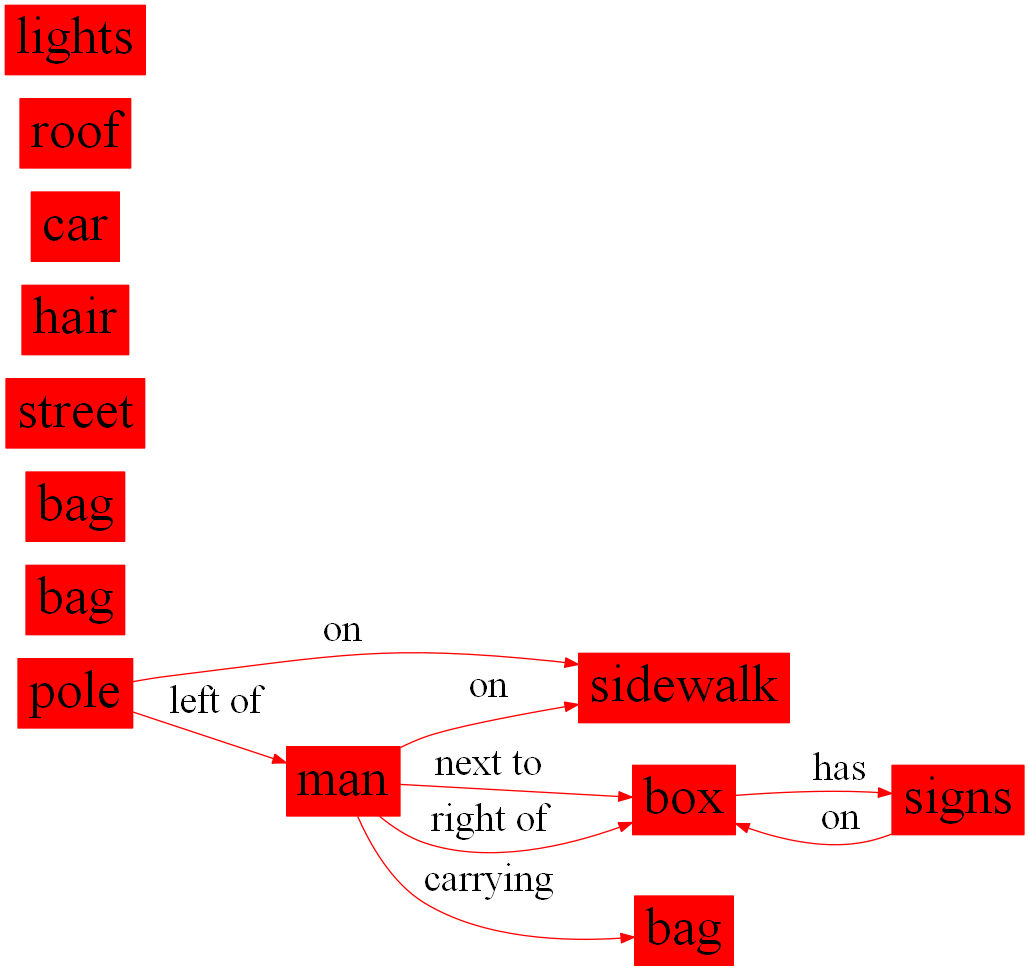 lights
roof
car
hair
street
bag
bag
on
pole
sidewalk
left of
on
man
next to
box
has
signs
right of
on
carrying
bag